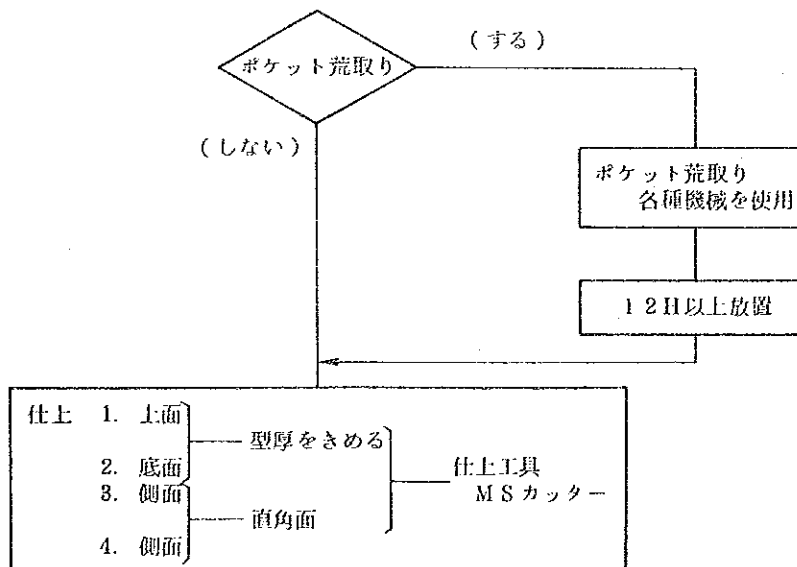 ポケット荒取り
(する)
(しない)
ポケット荒取り
各種機械を使用
12H以上放置
仕上 1. 上面
型厚をきめる
2. 底面
仕上工具
3. 側面
MSカッター
直角面
4. 側面